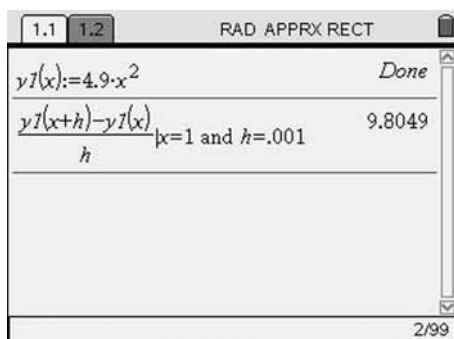 1.1 1.2 RAD APPRX RECT
y1(x):=4.9·x² Done
(y1(x+h)−y1(x))/h|x=1 and h=.001 9.8049
2/99